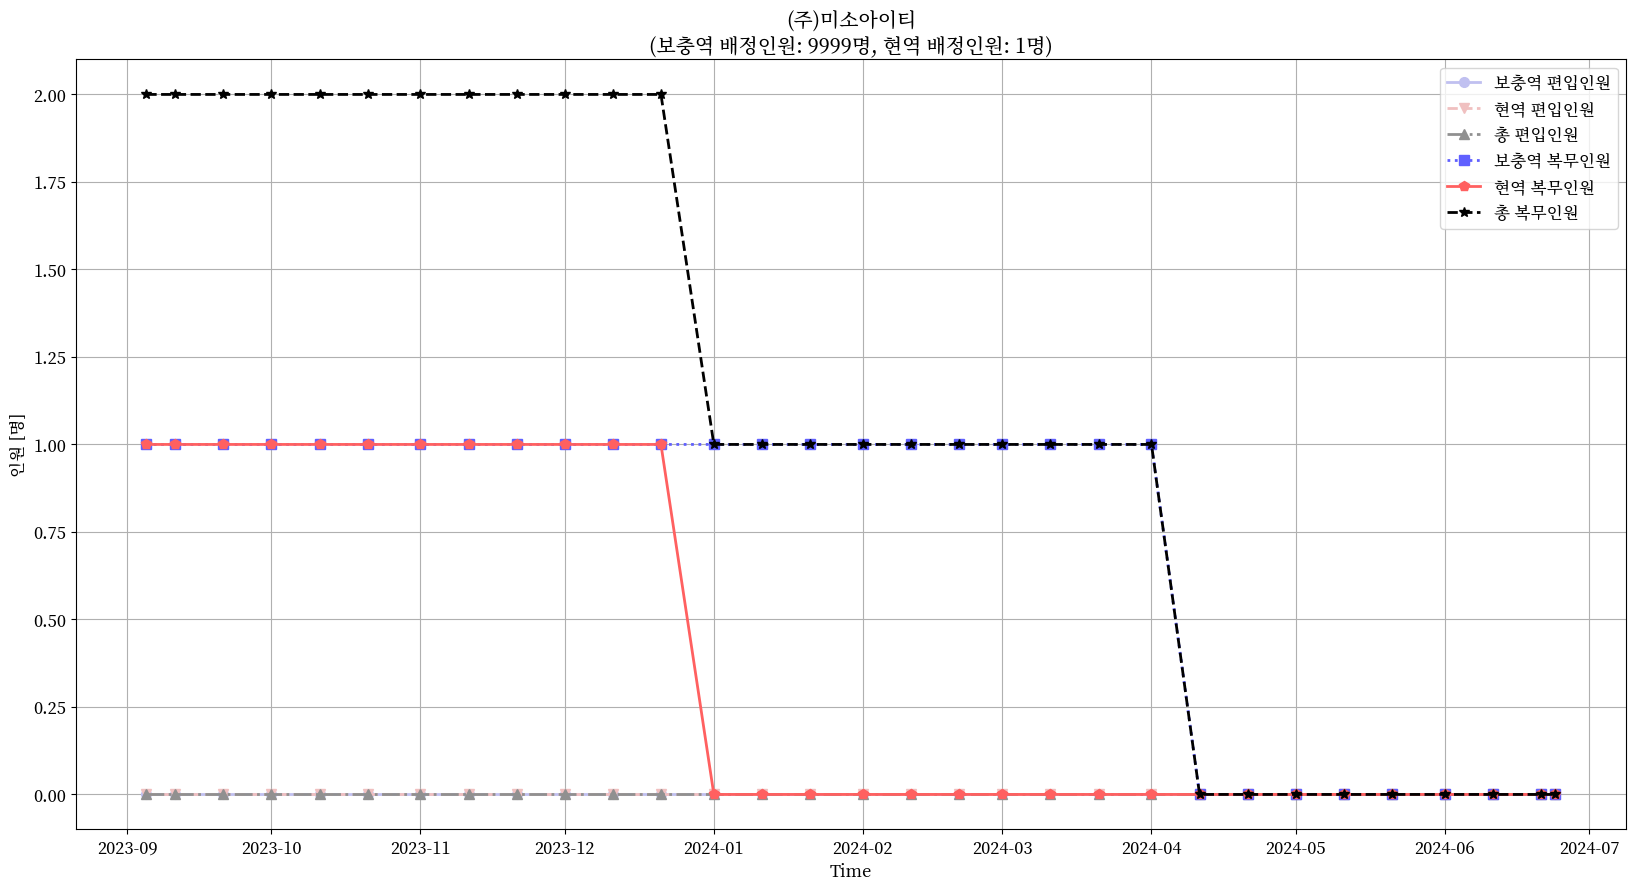 (주)미소아이티
(보충역 배정인원: 9999명, 현역 배정인원: 1명)
보충역 편입인원
현역 편입인원
총 편입인원
보충역 복무인원
현역 복무인원
총 복무인원
인원 [명]
2.00
1.75
1.50
1.25
1.00
0.75
0.50
0.25
0.00
2023-09
2023-10
2023-11
2023-12
2024-01
2024-02
2024-03
2024-04
2024-05
2024-06
2024-07
Time